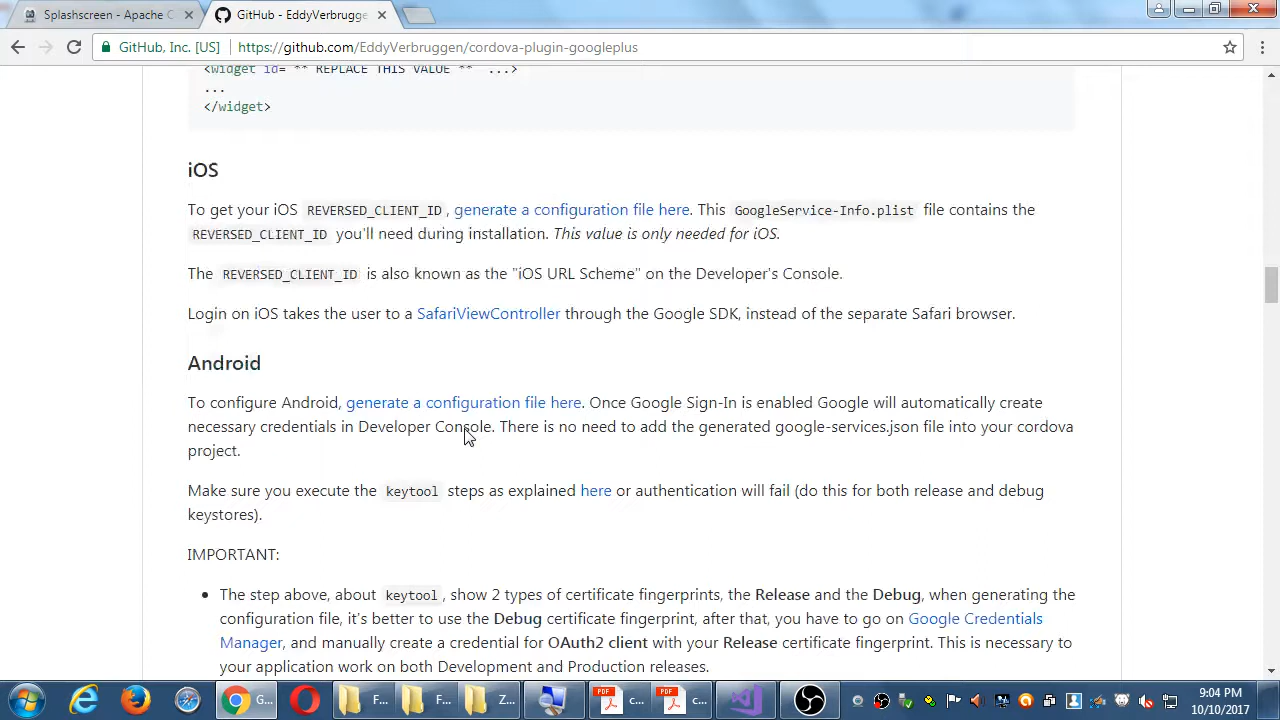 Splashscreen - Apache C
GitHub - EddyVerbrugge
GitHub, Inc. [US]
https://github.com/EddyVerbruggen/cordova-plugin-googleplus
<widget id="** REPLACE THIS VALUE **" ...>
...
</widget>
iOS
To get your iOS REVERSED_CLIENT_ID , generate a configuration file here. This GoogleService-Info.plist file contains the
REVERSED_CLIENT_ID you'll need during installation. This value is only needed for iOS.
The REVERSED_CLIENT_ID is also known as the "iOS URL Scheme" on the Developer's Console.
Login on iOS takes the user to a SafariViewController through the Google SDK, instead of the separate Safari browser.
Android
To configure Android, generate a configuration file here. Once Google Sign-In is enabled Google will automatically create
necessary credentials in Developer Console. There is no need to add the generated google-services.json file into your cordova
project.
Make sure you execute the keytool steps as explained here or authentication will fail (do this for both release and debug
keystores).
IMPORTANT:
The step above, about keytool , show 2 types of certificate fingerprints, the Release and the Debug, when generating the
configuration file, it's better to use the Debug certificate fingerprint, after that, you have to go on Google Credentials
Manager, and manually create a credential for OAuth2 client with your Release certificate fingerprint. This is necessary to
your application work on both Development and Production releases.
G...
F...
F...
Z...
PDF
c...
PDF
c...
9:04 PM
10/10/2017